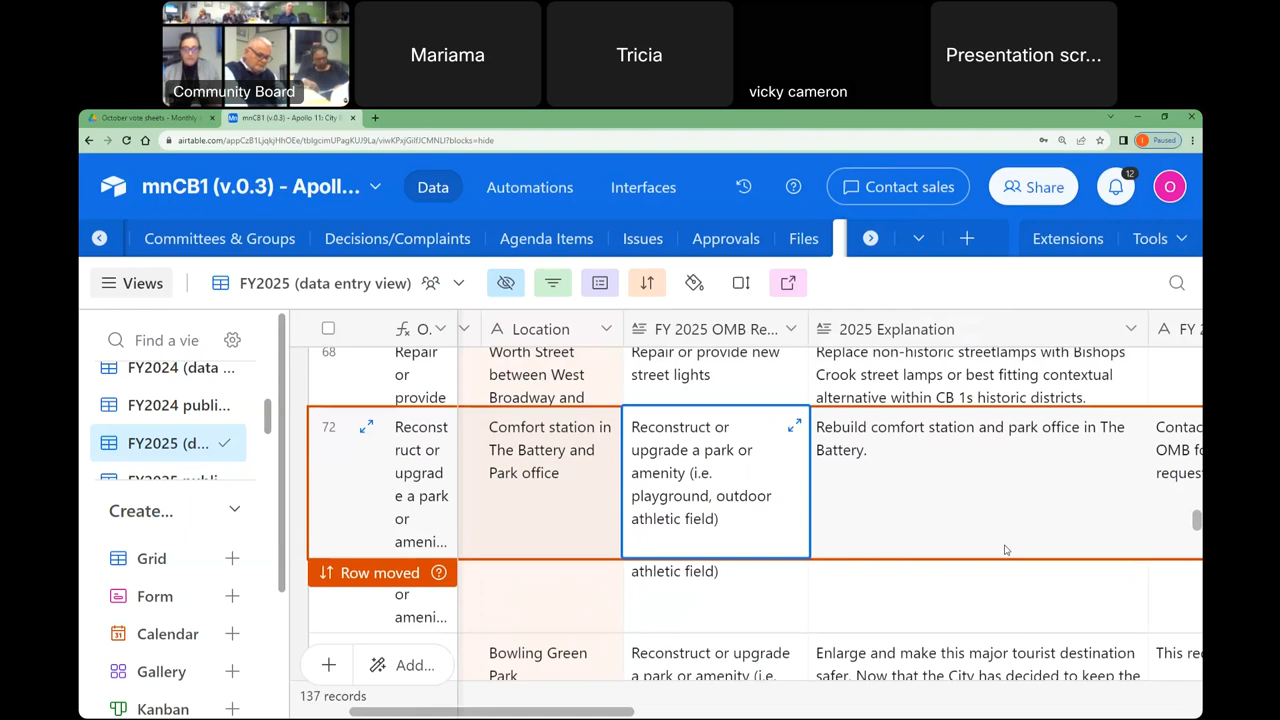 Community Board
Mariama
Tricia
vicky cameron
Presentation scr...
October vote sheets - Monthly
mnCB1 (v.0.3) - Apollo 11: City
Paused
mnCB1 (v.0.3) - Apoll...
Data
Automations
Interfaces
Contact sales
Share
12
O
Committees & Groups
Decisions/Complaints
Agenda Items
Issues
Approvals
Files
Extensions
Tools
Views
FY2025 (data entry view)
Find a vie
FY2024 (data ...
FY2024 publi...
FY2025 (d...
FY2025 publi...
Create...
Grid
Form
Calendar
Gallery
Kanban
O.
Location
FY 2025 OMB Re...
2025 Explanation
FY 2
68
Repair
or
provide
Worth Street
between West
Broadway and
Repair or provide new
street lights
Replace non-historic streetlamps with Bishops
Crook street lamps or best fitting contextual
alternative within CB 1s historic districts.
72
Reconst
ruct or
upgrad
e a park
or
ameni...
Comfort station in
The Battery and
Park office
Reconstruct or
upgrade a park or
amenity (i.e.
playground, outdoor
athletic field)
Rebuild comfort station and park office in The
Battery.
Contac
OMB fo
reques
Row moved
or
ameni...
athletic field)
Bowling Green
Park
Reconstruct or upgrade
a park or amenity (i.e.
Enlarge and make this major tourist destination
safer. Now that the City has decided to keep the
This rec
Add...
137 records